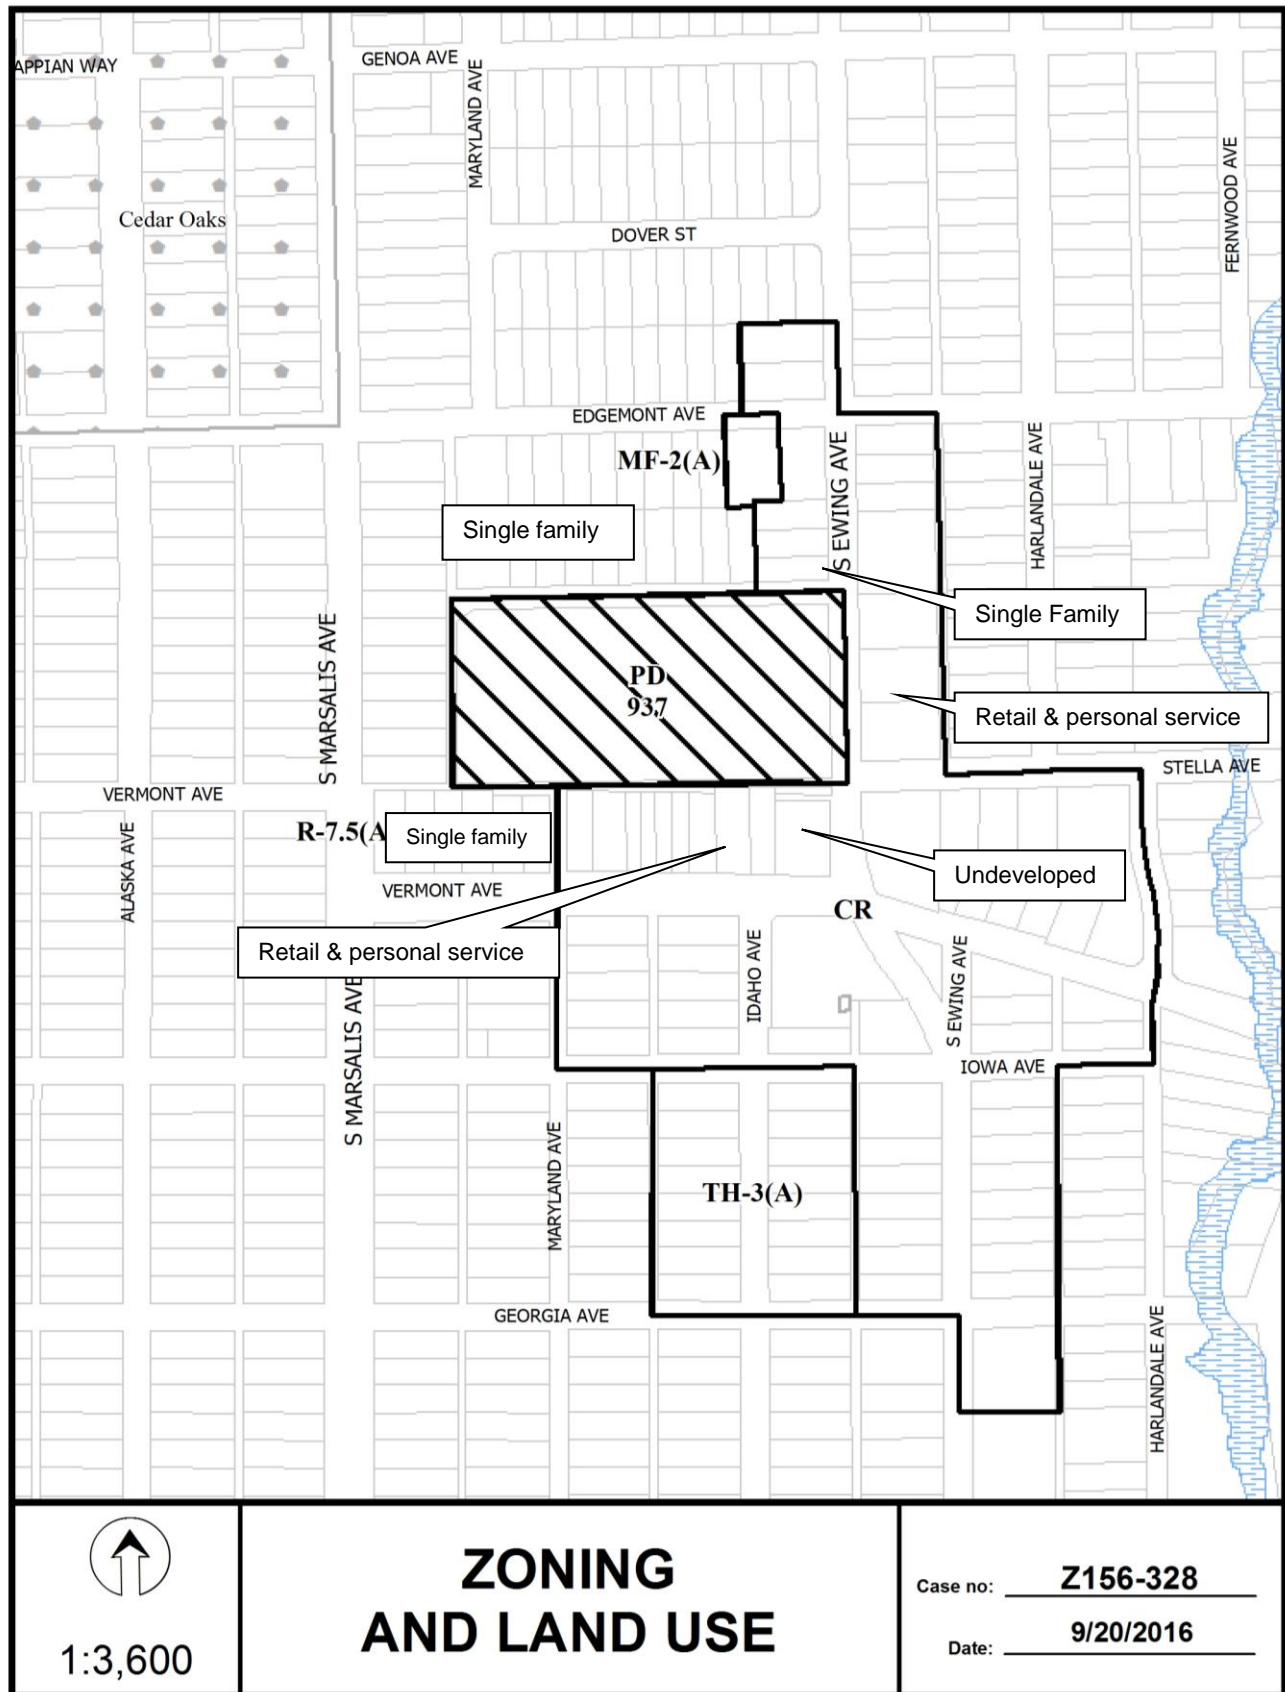 APPIAN WAY
GENOA AVE
MARYLAND AVE
FERNWOOD AVE
Cedar Oaks
DOVER ST
EDGEMONT AVE
MF-2(A)
S EWING AVE
HARLANDALE AVE
Single family
Single Family
S MARSALIS AVE
PD
937
Retail & personal service
STELLA AVE
VERMONT AVE
R-7.5(A
Single family
ALASKA AVE
Undeveloped
VERMONT AVE
CR
Retail & personal service
IDAHO AVE
S EWING AVE
S MARSALIS AVE
IOWA AVE
MARYLAND AVE
TH-3(A)
GEORGIA AVE
HARLANDALE AVE
1:3,600
ZONING
AND LAND USE
Case no: Z156-328
Date: 9/20/2016